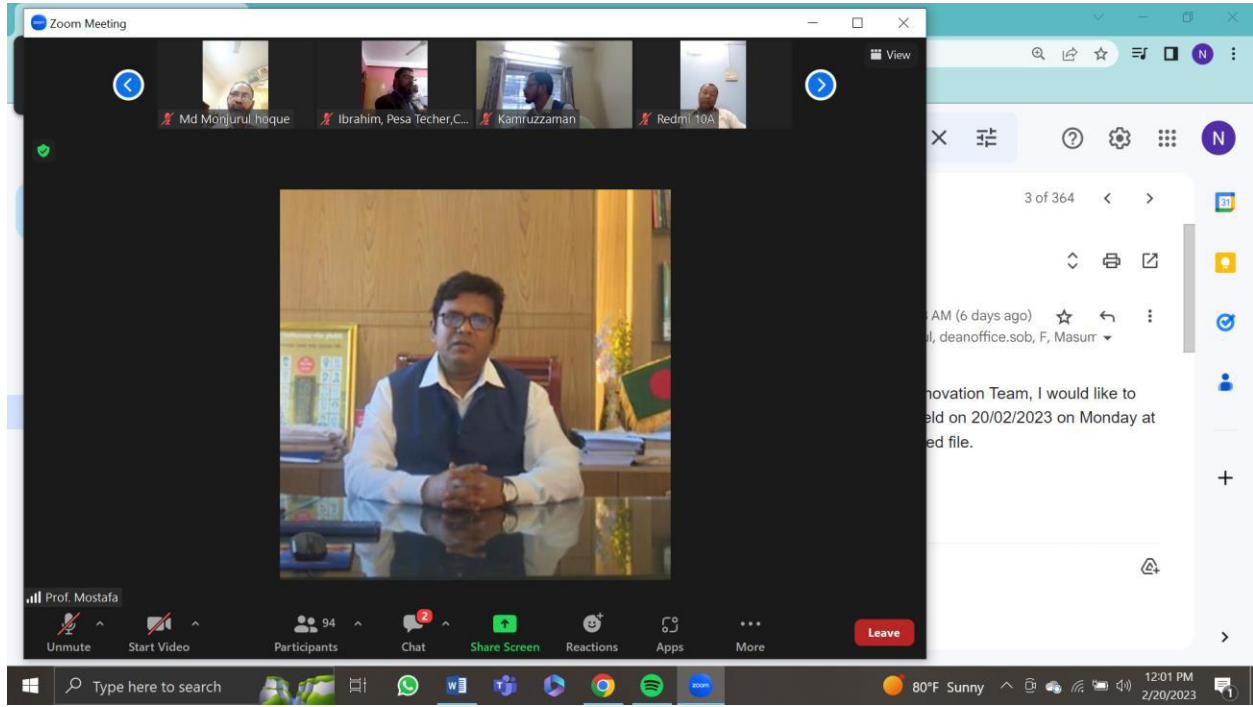 Zoom Meeting
View
Md Monjurul hoque
Ibrahim, Pesa Techer,C...
Kamruzzaman
Redmi 10A
Prof. Mostafa
Unmute
Start Video
94
Participants
2
Chat
Share Screen
Reactions
Apps
More
Leave
N
N
3 of 364
31
AM (6 days ago)
deanoffice.sob, F, Masum
novation Team, I would like to
eld on 20/02/2023 on Monday at
ed file.
Type here to search
80°F Sunny
12:01 PM
2/20/2023
1